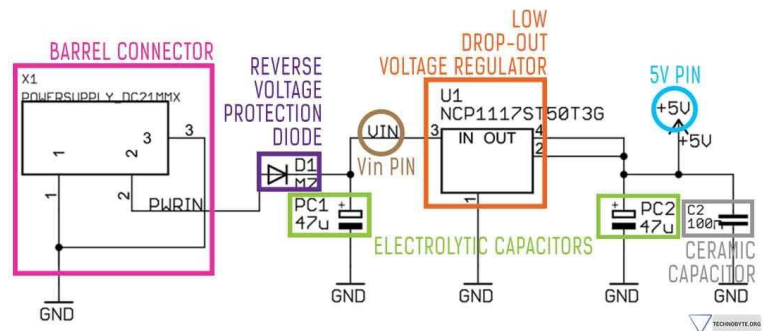 BARREL CONNECTOR
X1
POWERSUPPLY_DC21MMX
3
3
1
2
1
2
PWRIN
GND
REVERSE
VOLTAGE
PROTECTION
DIODE
D1
M7
PC1
47u
+
GND
VIN
Vin PIN
ELECTROLYTIC CAPACITORS
LOW
DROP-OUT
VOLTAGE REGULATOR
U1
NCP1117ST50T3G
3
IN OUT
4
2
1
GND
5V PIN
+5V
+5V
+
PC2
47u
GND
C2
100n
CERAMIC
CAPACITOR
GND
TECHNOBYTE.ORG